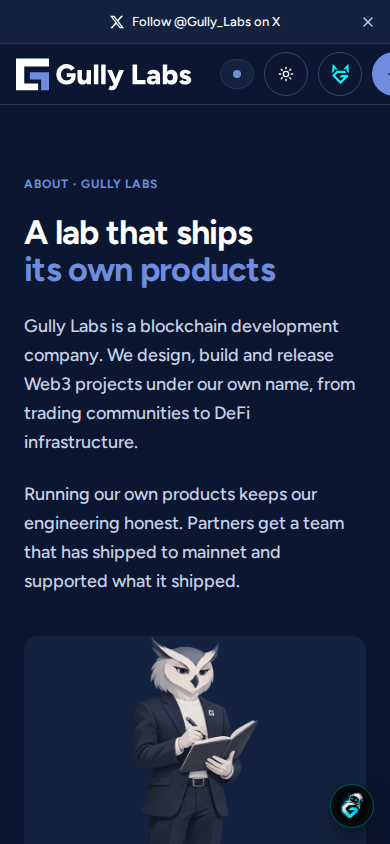 Follow @Gully_Labs on X
Gully Labs
ABOUT · GULLY LABS
A lab that ships
its own products
Gully Labs is a blockchain development
company. We design, build and release
Web3 projects under our own name, from
trading communities to DeFi
infrastructure.
Running our own products keeps our
engineering honest. Partners get a team
that has shipped to mainnet and
supported what it shipped.